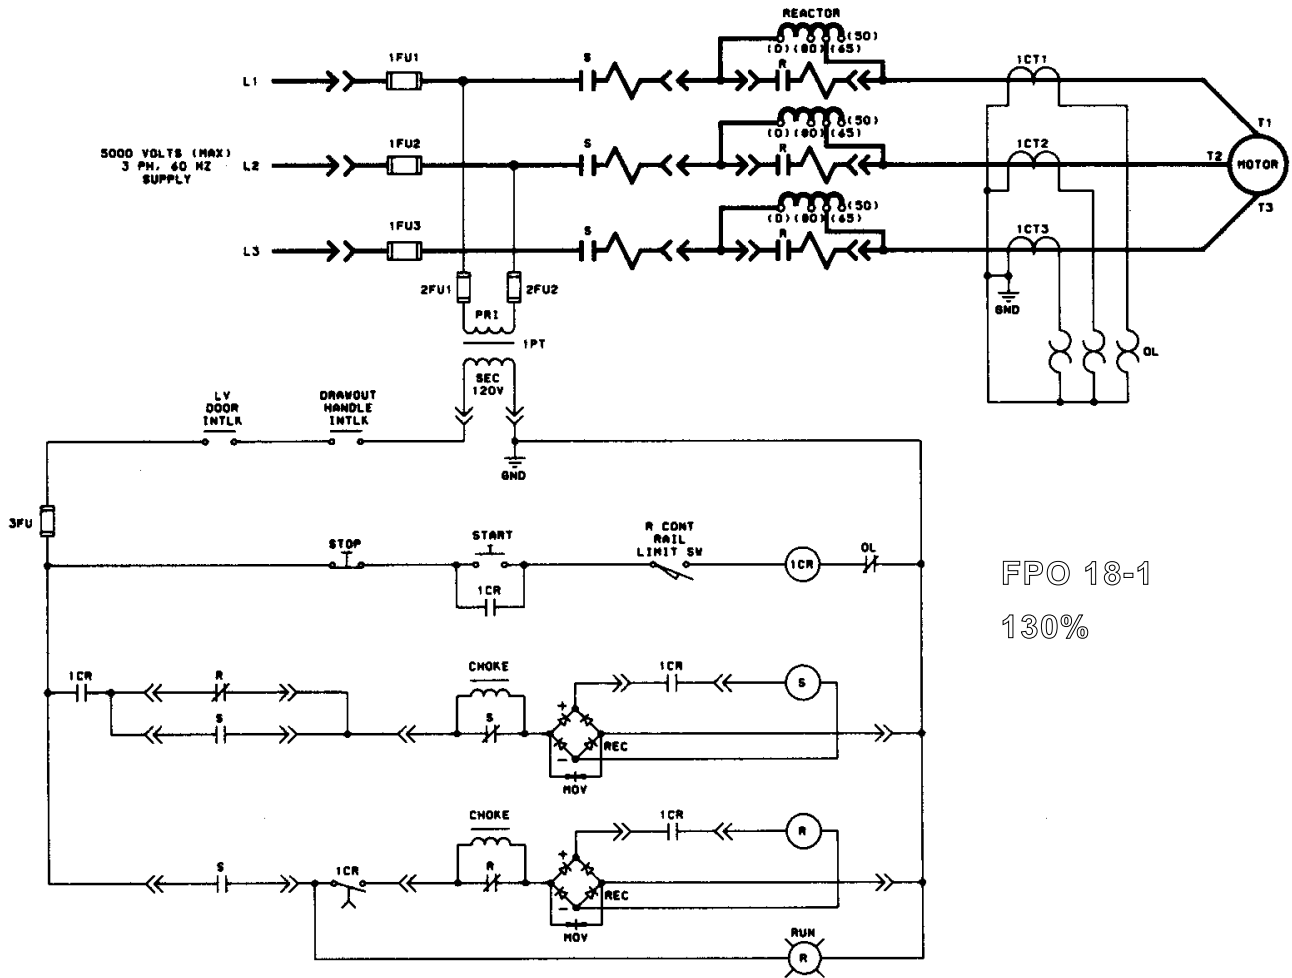 REACTOR
(50)
(0) (80) (65)
1FU1
S
R
1CT1
L1
T1
(50)
(0) (80) (65)
5000 VOLTS (MAX)
3 PH, 60 HZ
SUPPLY
1FU2
S
R
1CT2
L2
T2
MOTOR
T3
(50)
(0) (80) (65)
1FU3
S
R
1CT3
L3
2FU1
2FU2
GND
PRI
1PT
SEC
120V
OL
LV
DOOR
INTLK
DRAWOUT
HANDLE
INTLK
GND
3FU
STOP
START
R CONT
RAIL
LIMIT SW
1CR
OL
1CR
FPO 18-1
130%
1CR
R
CHOKE
1CR
S
S
S
+
-
REC
MOV
CHOKE
1CR
R
S
1CR
R
+
-
REC
MOV
RUN
R